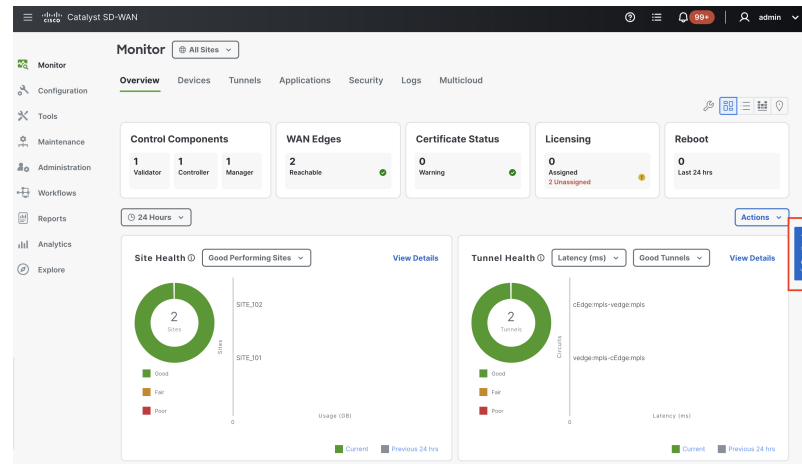 cisco Catalyst SD-WAN
99+ admin
Monitor All Sites
Monitor
Configuration
Tools
Maintenance
Administration
Workflows
Reports
Analytics
Explore
Overview Devices Tunnels Applications Security Logs Multicloud
Control Components
1 1 1
Validator Controller Manager
WAN Edges
2
Reachable
Certificate Status
0
Warning
Licensing
0
Assigned
2 Unassigned
Reboot
0
Last 24 hrs
24 Hours
Actions
Site Health Good Performing Sites View Details
2
Sites
Good
Fair
Poor
Sites
SITE_102
SITE_101
0
Usage (GB)
Current Previous 24 hrs
Tunnel Health Latency (ms) Good Tunnels View Details
2
Tunnels
Good
Fair
Poor
Circuits
cEdge:mpls-vedge:mpls
vedge:mpls-cEdge:mpls
0
Latency (ms)
Current Previous 24 hrs